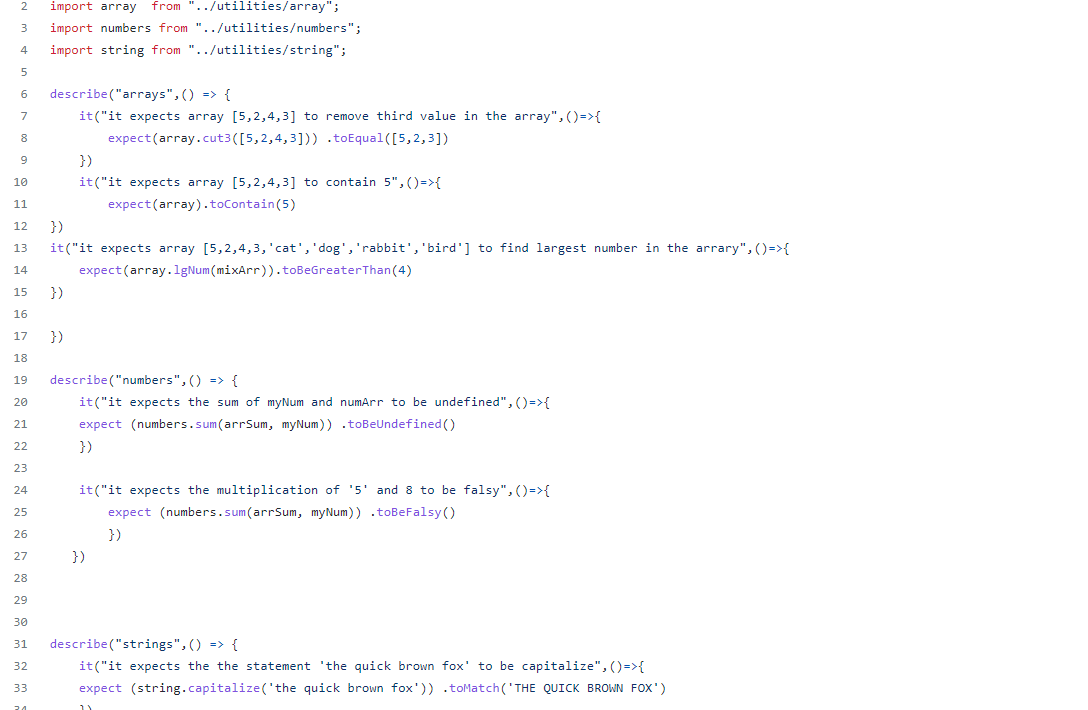 2 import array  from "../utilities/array";
3 import numbers from "../utilities/numbers";
4 import string from "../utilities/string";
5
6 describe("arrays",() => {
7     it("it expects array [5,2,4,3] to remove third value in the array",()=>{
8         expect(array.cut3([5,2,4,3])) .toEqual([5,2,3])
9     })
10     it("it expects array [5,2,4,3] to contain 5",()=>{
11         expect(array).toContain(5)
12 })
13 it("it expects array [5,2,4,3,'cat','dog','rabbit','bird'] to find largest number in the arrary",()=>{
14     expect(array.lgNum(mixArr)).toBeGreaterThan(4)
15 })
16
17 })
18
19 describe("numbers",() => {
20     it("it expects the sum of myNum and numArr to be undefined",()=>{
21     expect (numbers.sum(arrSum, myNum)) .toBeUndefined()
22     })
23
24     it("it expects the multiplication of '5' and 8 to be falsy",()=>{
25         expect (numbers.sum(arrSum, myNum)) .toBeFalsy()
26         })
27    })
28
29
30
31 describe("strings",() => {
32     it("it expects the the statement 'the quick brown fox' to be capitalize",()=>{
33     expect (string.capitalize('the quick brown fox')) .toMatch('THE QUICK BROWN FOX')
34     })